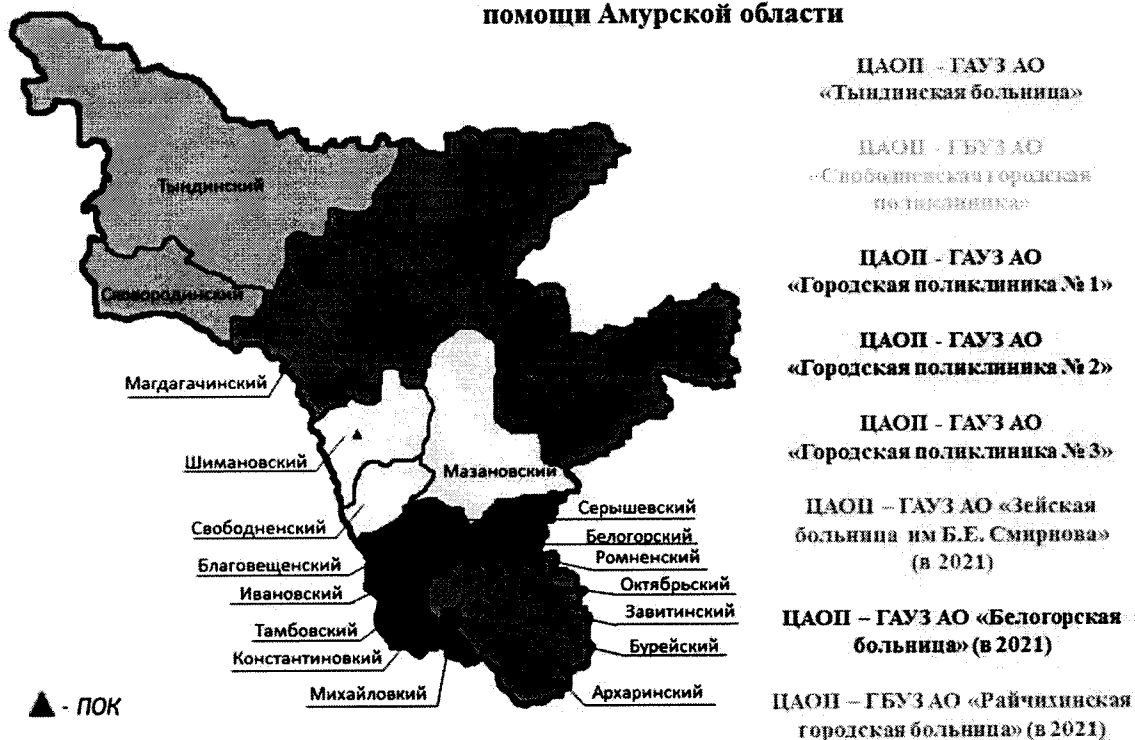 помощи Амурской области
ЦАОП - ГАУЗ АО
«Тындинская больница»
ЦАОП - ГБУЗ АО
«Свободненская городская
поликлиника»
ЦАОП - ГАУЗ АО
«Городская поликлиника № 1»
ЦАОП - ГАУЗ АО
«Городская поликлиника № 2»
ЦАОП - ГАУЗ АО
«Городская поликлиника № 3»
ЦАОП – ГАУЗ АО «Зейская
больница им Б.Е. Смирнова»
(в 2021)
ЦАОП – ГАУЗ АО «Белогорская
больница» (в 2021)
ЦАОП – ГБУЗ АО «Райчихинская
городская больница» (в 2021)
Тындинский
Сковородинский
Магдагачинский
Шимановский
Мазановский
Свободненский
Серышевский
Белогорский
Благовещенский
Ромненский
Ивановский
Октябрьский
Завитинский
Тамбовский
Бурейский
Константиновкий
Михайловкий
Архаринский
- ПОК